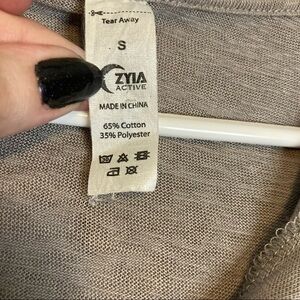 Tear Away
S
ZYIA
ACTIVE
MADE IN CHINA
65% Cotton
35% Polyester